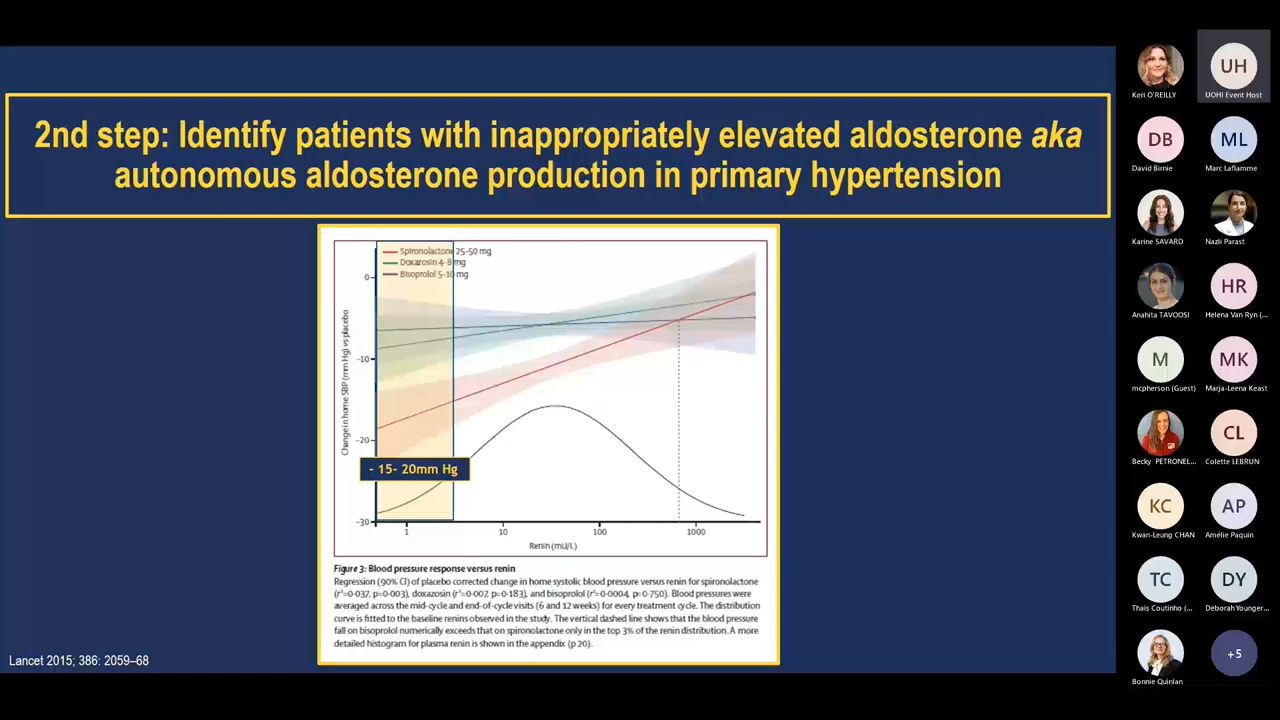 2nd step: Identify patients with inappropriately elevated aldosterone aka
autonomous aldosterone production in primary hypertension
Spironolactone 25–50 mg
Doxazosin 4–8 mg
Bisoprolol 5–10 mg
Change in home SBP (mm Hg) vs placebo
0
-10
-20
-30
- 15- 20mm Hg
1
10
100
1000
Renin (mU/L)
Figure 3: Blood pressure response versus renin
Regression (90% CI) of placebo corrected change in home systolic blood pressure versus renin for spironolactone
(r²=0·037, p=0·003), doxazosin (r²=0·007, p=0·183), and bisoprolol (r²=0·0004, p=0·750). Blood pressures were
averaged across the mid-cycle and end-of-cycle visits (6 and 12 weeks) for every treatment cycle. The distribution
curve is fitted to the baseline renins observed in the study. The vertical dashed line shows that the blood pressure
fall on bisoprolol numerically exceeds that on spironolactone only in the top 3% of the renin distribution. A more
detailed histogram for plasma renin is shown in the appendix (p 20).
Lancet 2015; 386: 2059–68
Keri O'REILLY
UH
UOHI Event Host
DB
David Birnie
ML
Marc Laflamme
Karine SAVARD
Nazli Parast
Anahita TAVOOSI
HR
Helena Van Ryn (...
M
mcpherson (Guest)
MK
Marja-Leena Keast
Becky PETRONEL...
CL
Colette LEBRUN
KC
Kwan-Leung CHAN
AP
Amélie Paquin
TC
Thais Coutinho (...
DY
Deborah Younger...
Bonnie Quinlan
+5